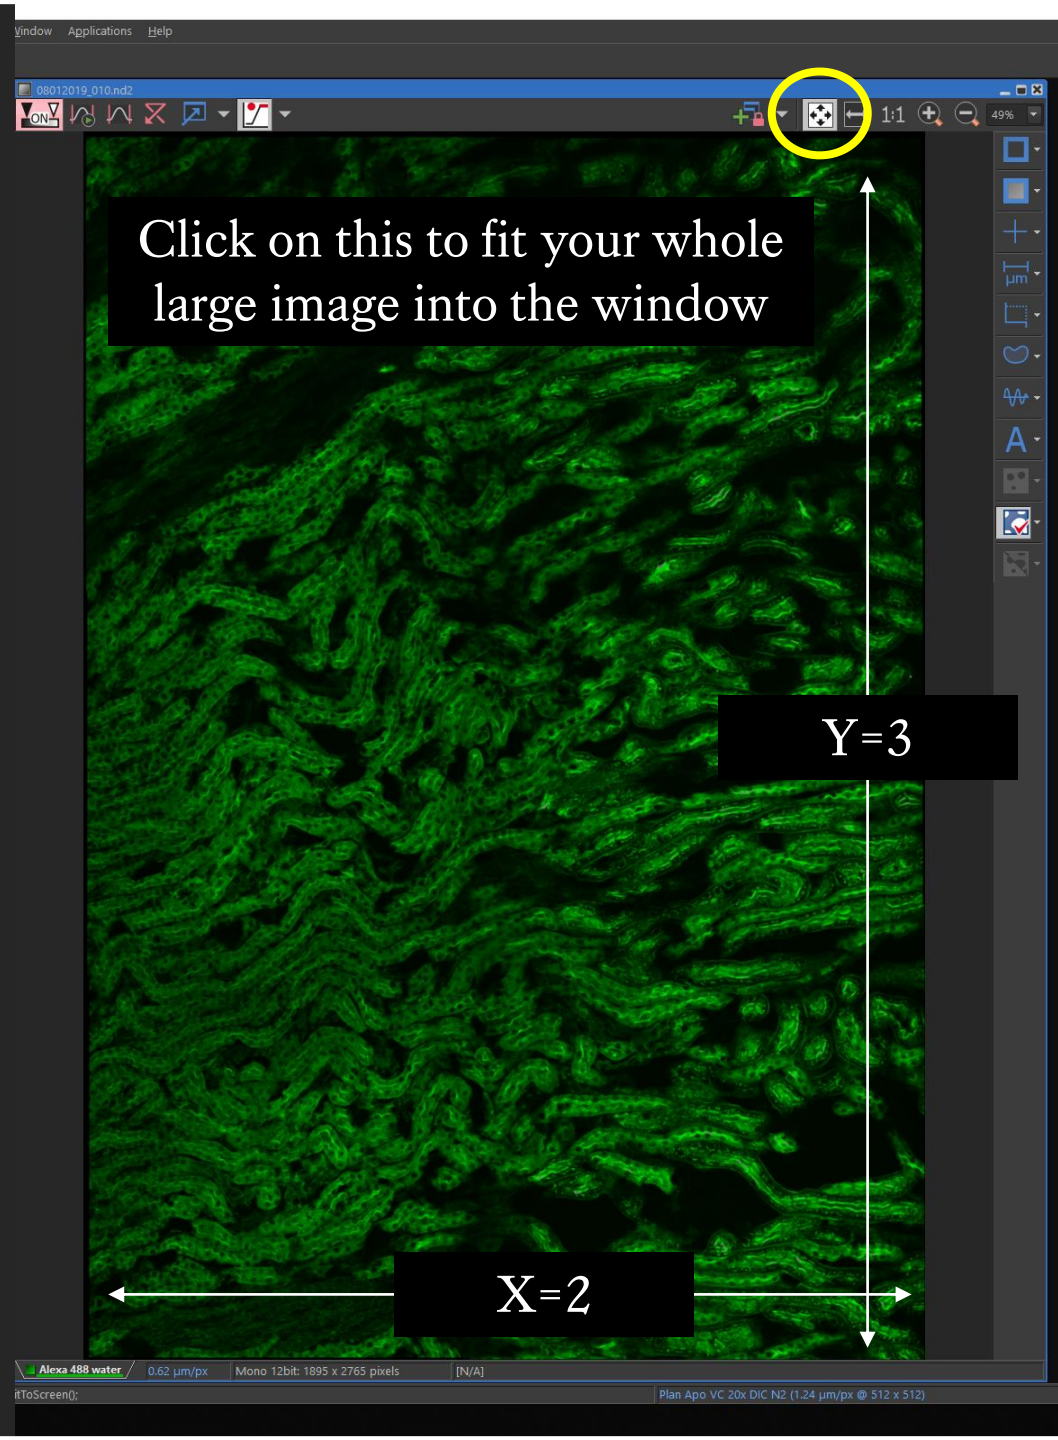 Window Applications Help
08012019_010.nd2
ON
1:1
49%
Click on this to fit your whole
large image into the window
µm
A
Y=3
X=2
Alexa 488 water 0.62 µm/px Mono 12bit: 1895 x 2765 pixels [N/A]
itToScreen(); Plan Apo VC 20x DIC N2 (1.24 µm/px @ 512 x 512)